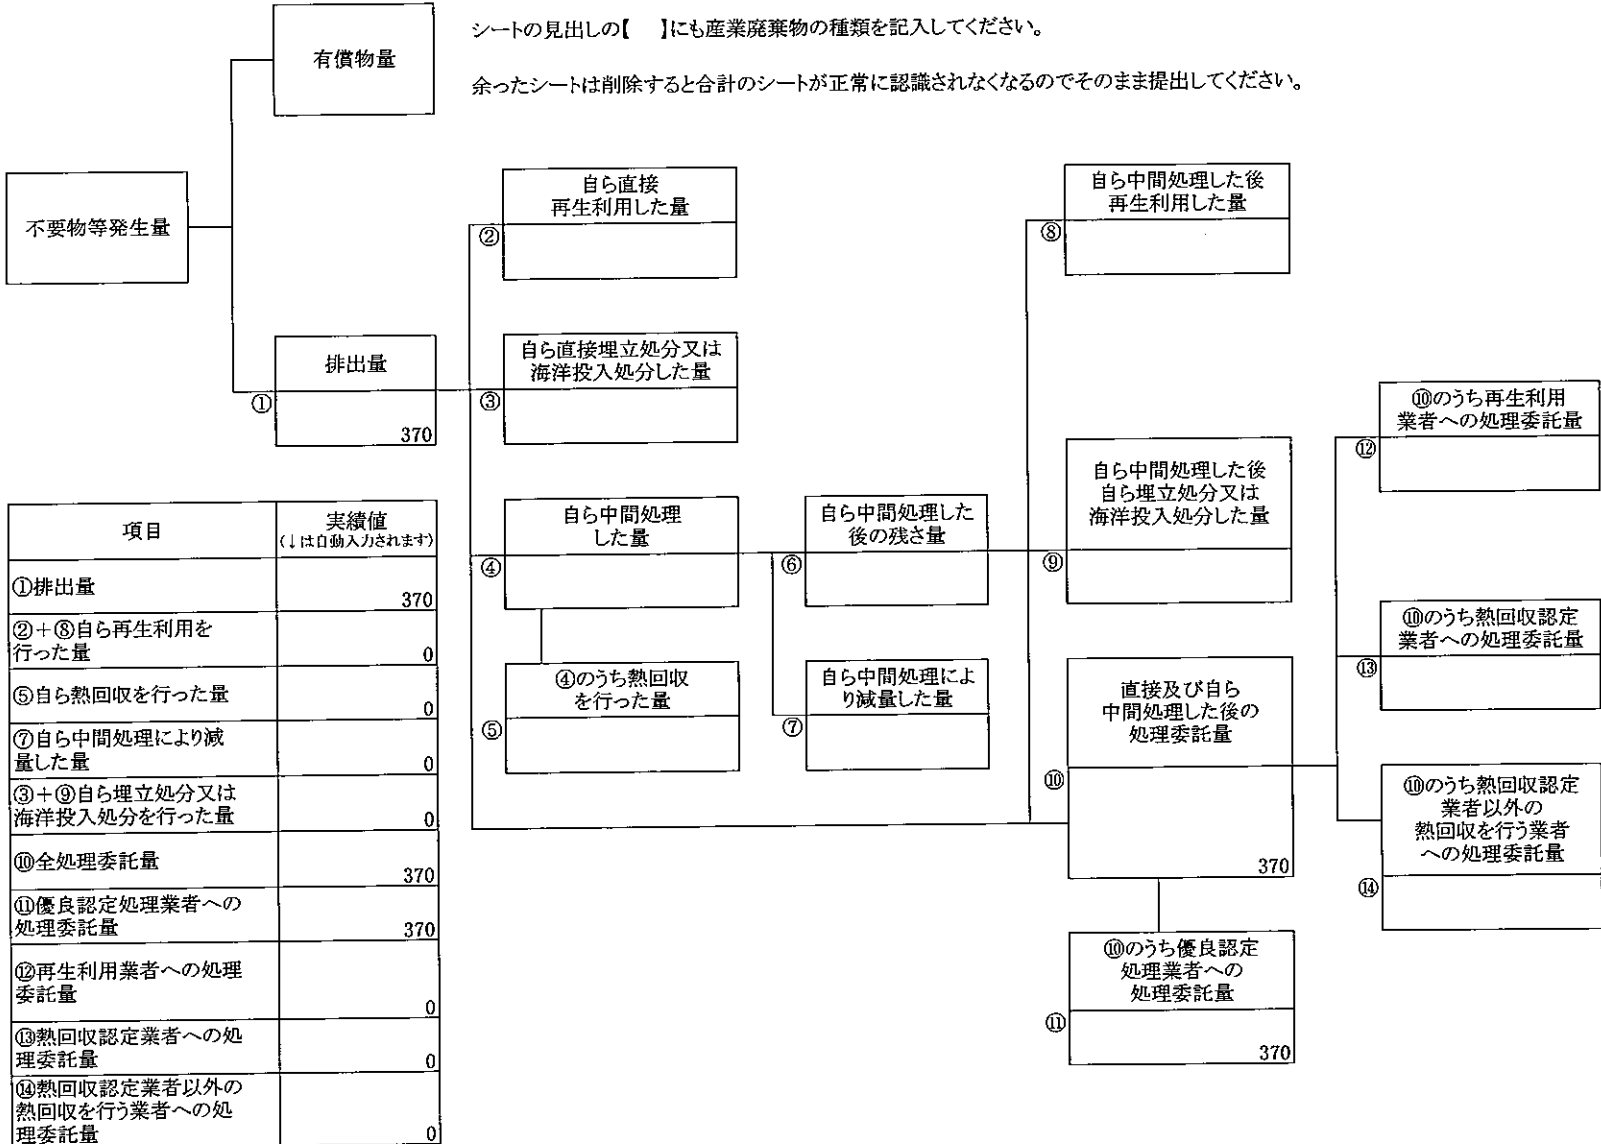 シートの見出しの【　】にも産業廃棄物の種類を記入してください。
余ったシートは削除すると合計のシートが正常に認識されなくなるのでそのまま提出してください。
有償物量
不要物等発生量
排出量
①
370
自ら直接
再生利用した量
②
自ら直接埋立処分又は
海洋投入処分した量
③
自ら中間処理
した量
④
④のうち熱回収
を行った量
⑤
自ら中間処理した
後の残さ量
⑥
自ら中間処理によ
り減量した量
⑦
自ら中間処理した後
再生利用した量
⑧
自ら中間処理した後
自ら埋立処分又は
海洋投入処分した量
⑨
直接及び自ら
中間処理した後の
処理委託量
⑩
370
⑩のうち優良認定
処理業者への
処理委託量
⑪
370
⑩のうち再生利用
業者への処理委託量
⑫
⑩のうち熱回収認定
業者への処理委託量
⑬
⑩のうち熱回収認定
業者以外の
熱回収を行う業者
への処理委託量
⑭
項目
実績値
(↓は自動入力されます)
①排出量
370
②＋⑧自ら再生利用を
行った量
0
⑤自ら熱回収を行った量
0
⑦自ら中間処理により減
量した量
0
③＋⑨自ら埋立処分又は
海洋投入処分を行った量
0
⑩全処理委託量
370
⑪優良認定処理業者への
処理委託量
370
⑫再生利用業者への処理
委託量
0
⑬熱回収認定業者への処
理委託量
0
⑭熱回収認定業者以外の
熱回収を行う業者への処
理委託量
0